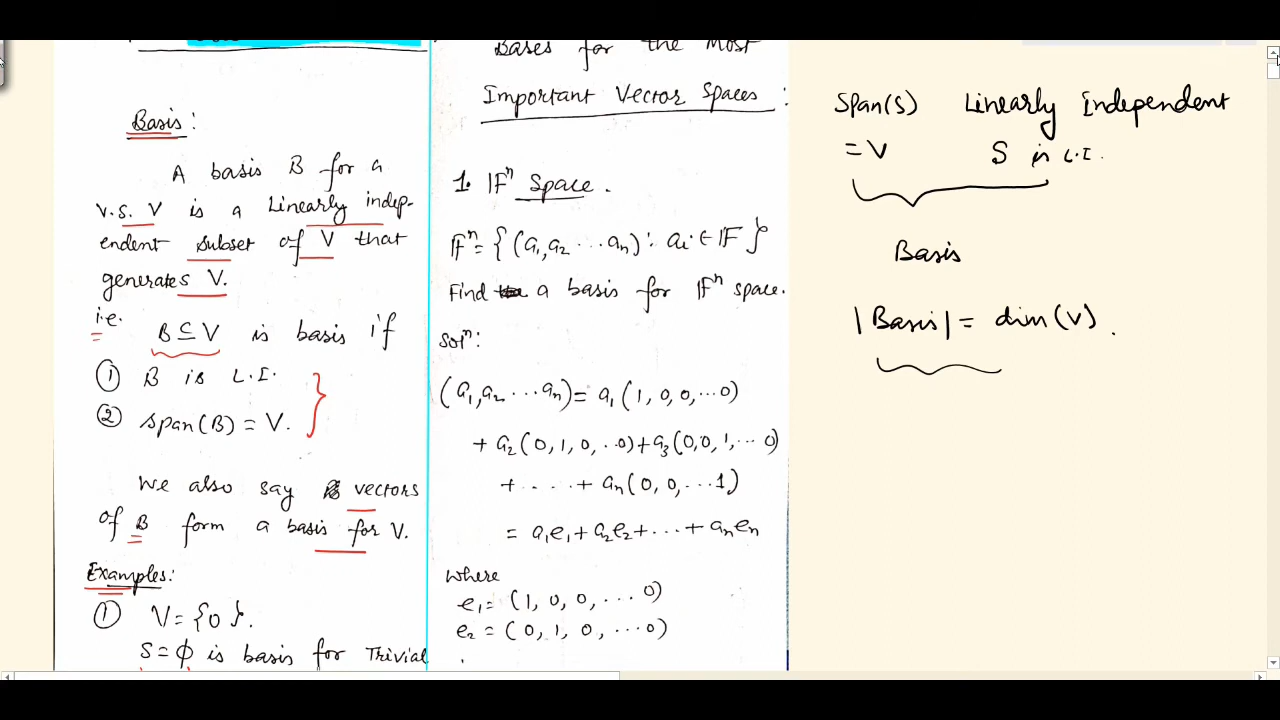 Basis:
A basis B for a
v.s. V is a Linearly indep-
endent subset of V that
generates V.
i.e.
B ⊆ V is basis if
① B is L.I.
② span(B) = V.
We also say vectors
of B form a basis for V.
Examples:
① V = {0}.
S = ϕ is basis for Trivial
Bases for the Most
Important Vector Spaces :
1. 𝔽ⁿ Space.
𝔽ⁿ = {(a₁,a₂ ⋯ aₙ) : aᵢ ∈ 𝔽}
Find a basis for 𝔽ⁿ space.
Solⁿ:
(a₁,a₂ ⋯ aₙ) = a₁(1,0,0,⋯0)
+ a₂(0,1,0,..0)+a₃(0,0,1,⋯0)
+ .... + aₙ(0,0,⋯1)
= a₁e₁+a₂e₂+⋯+aₙeₙ
where
e₁= (1,0,0,⋯0)
e₂ = (0,1,0,⋯0)
Span(S) Linearly Independent
= V S is L.I.
Basis
|Basis| = dim(V).